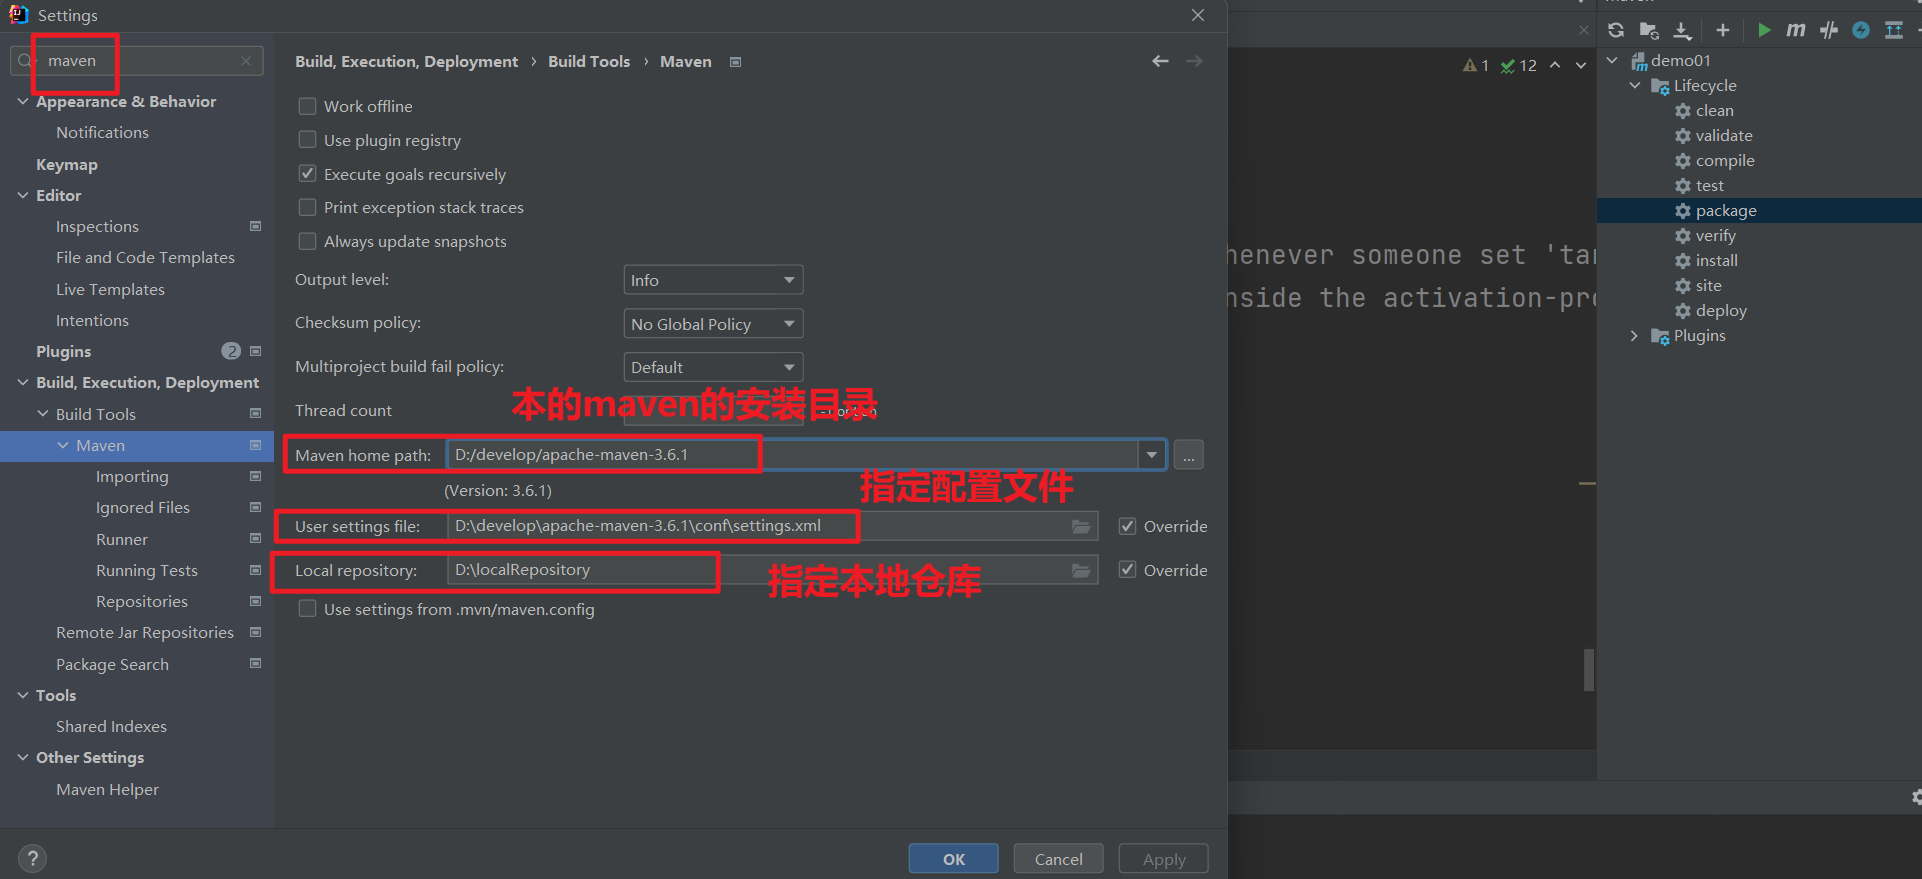 Settings
maven
Appearance & Behavior
Notifications
Keymap
Editor
Inspections
File and Code Templates
Live Templates
Intentions
Plugins
2
Build, Execution, Deployment
Build Tools
Maven
Importing
Ignored Files
Runner
Running Tests
Repositories
Remote Jar Repositories
Package Search
Tools
Shared Indexes
Other Settings
Maven Helper
?
Build, Execution, Deployment › Build Tools › Maven
Work offline
Use plugin registry
Execute goals recursively
Print exception stack traces
Always update snapshots
Output level: Info
Checksum policy: No Global Policy
Multiproject build fail policy: Default
本的maven的安装目录
Thread count
Maven home path: D:/develop/apache-maven-3.6.1 ...
(Version: 3.6.1)
指定配置文件
User settings file: D:\develop\apache-maven-3.6.1\conf\settings.xml Override
Local repository: D:\localRepository Override
指定本地仓库
Use settings from .mvn/maven.config
OK Cancel Apply
1 12
henever someone set 'tar
nside the activation-pro
m
demo01
Lifecycle
clean
validate
compile
test
package
verify
install
site
deploy
Plugins